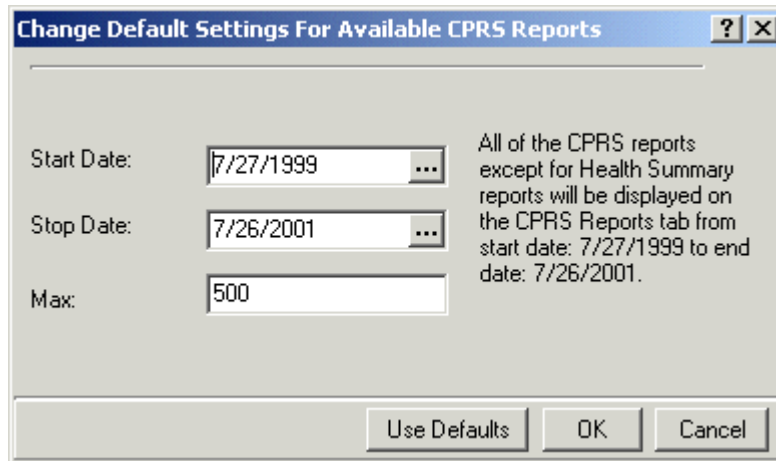 Change Default Settings For Available CPRS Reports
Start Date:
7/27/1999
...
Stop Date:
7/26/2001
...
Max:
500
All of the CPRS reports
except for Health Summary
reports will be displayed on
the CPRS Reports tab from
start date: 7/27/1999 to end
date: 7/26/2001.
Use Defaults
OK
Cancel